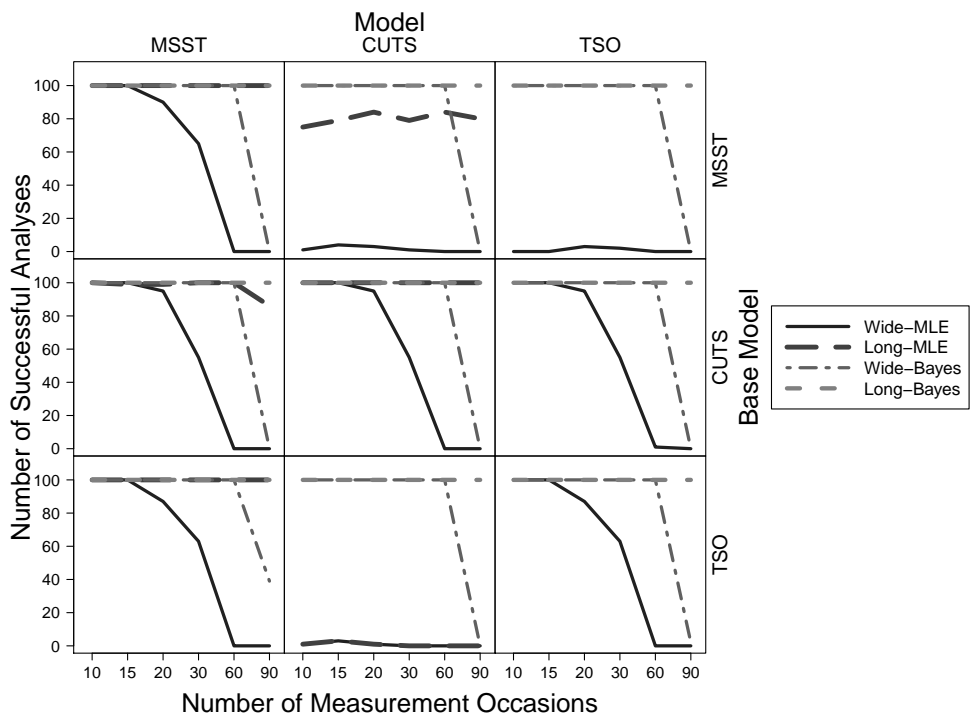 Model
MSST CUTS TSO
Number of Successful Analyses
100
80
60
40
20
0
MSST
100
80
60
40
20
0
CUTS
100
80
60
40
20
0
TSO
Base Model
Wide−MLE
Long−MLE
Wide−Bayes
Long−Bayes
10 15 20 30 60 90 10 15 20 30 60 90 10 15 20 30 60 90
Number of Measurement Occasions